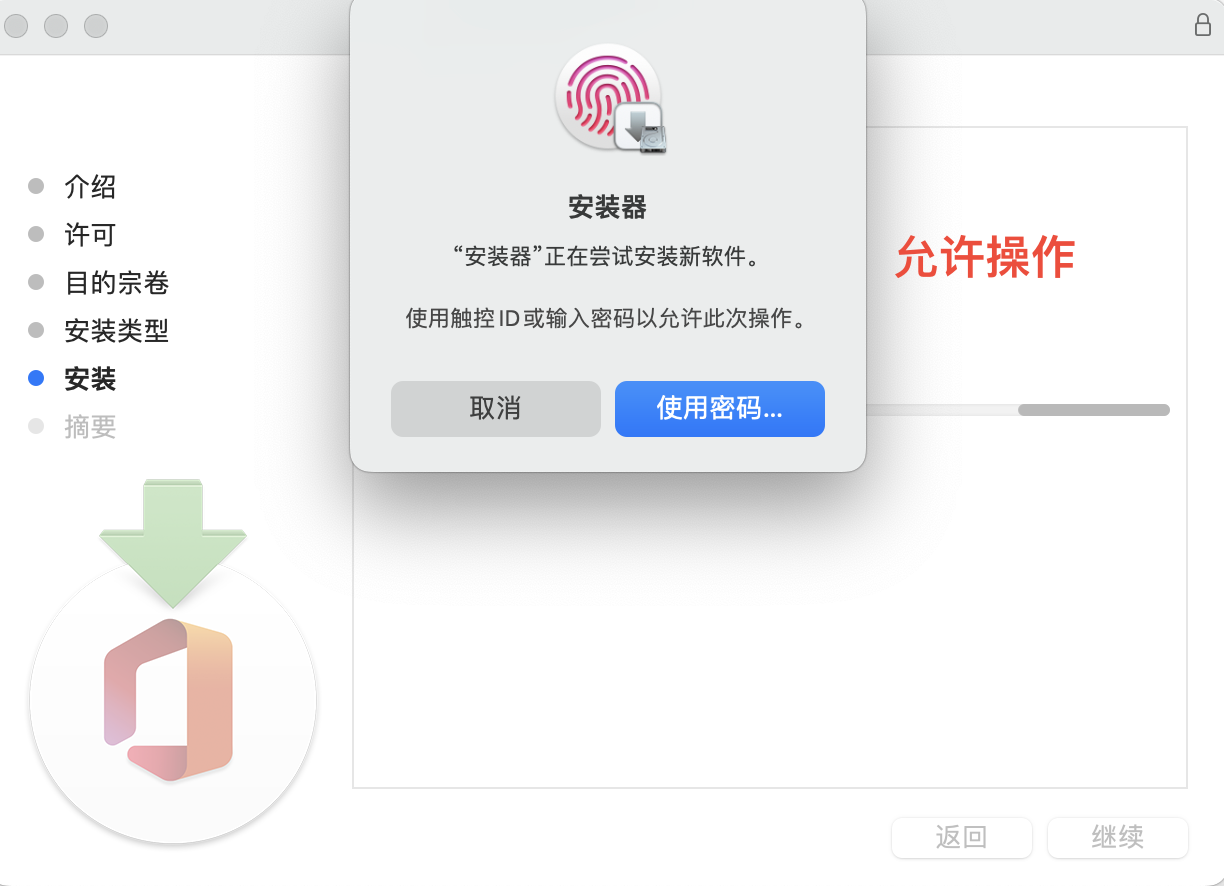 介绍
许可
目的宗卷
安装类型
安装
摘要
安装器
“安装器”正在尝试安装新软件。
使用触控 ID 或输入密码以允许此次操作。
取消
使用密码...
允许操作
返回
继续